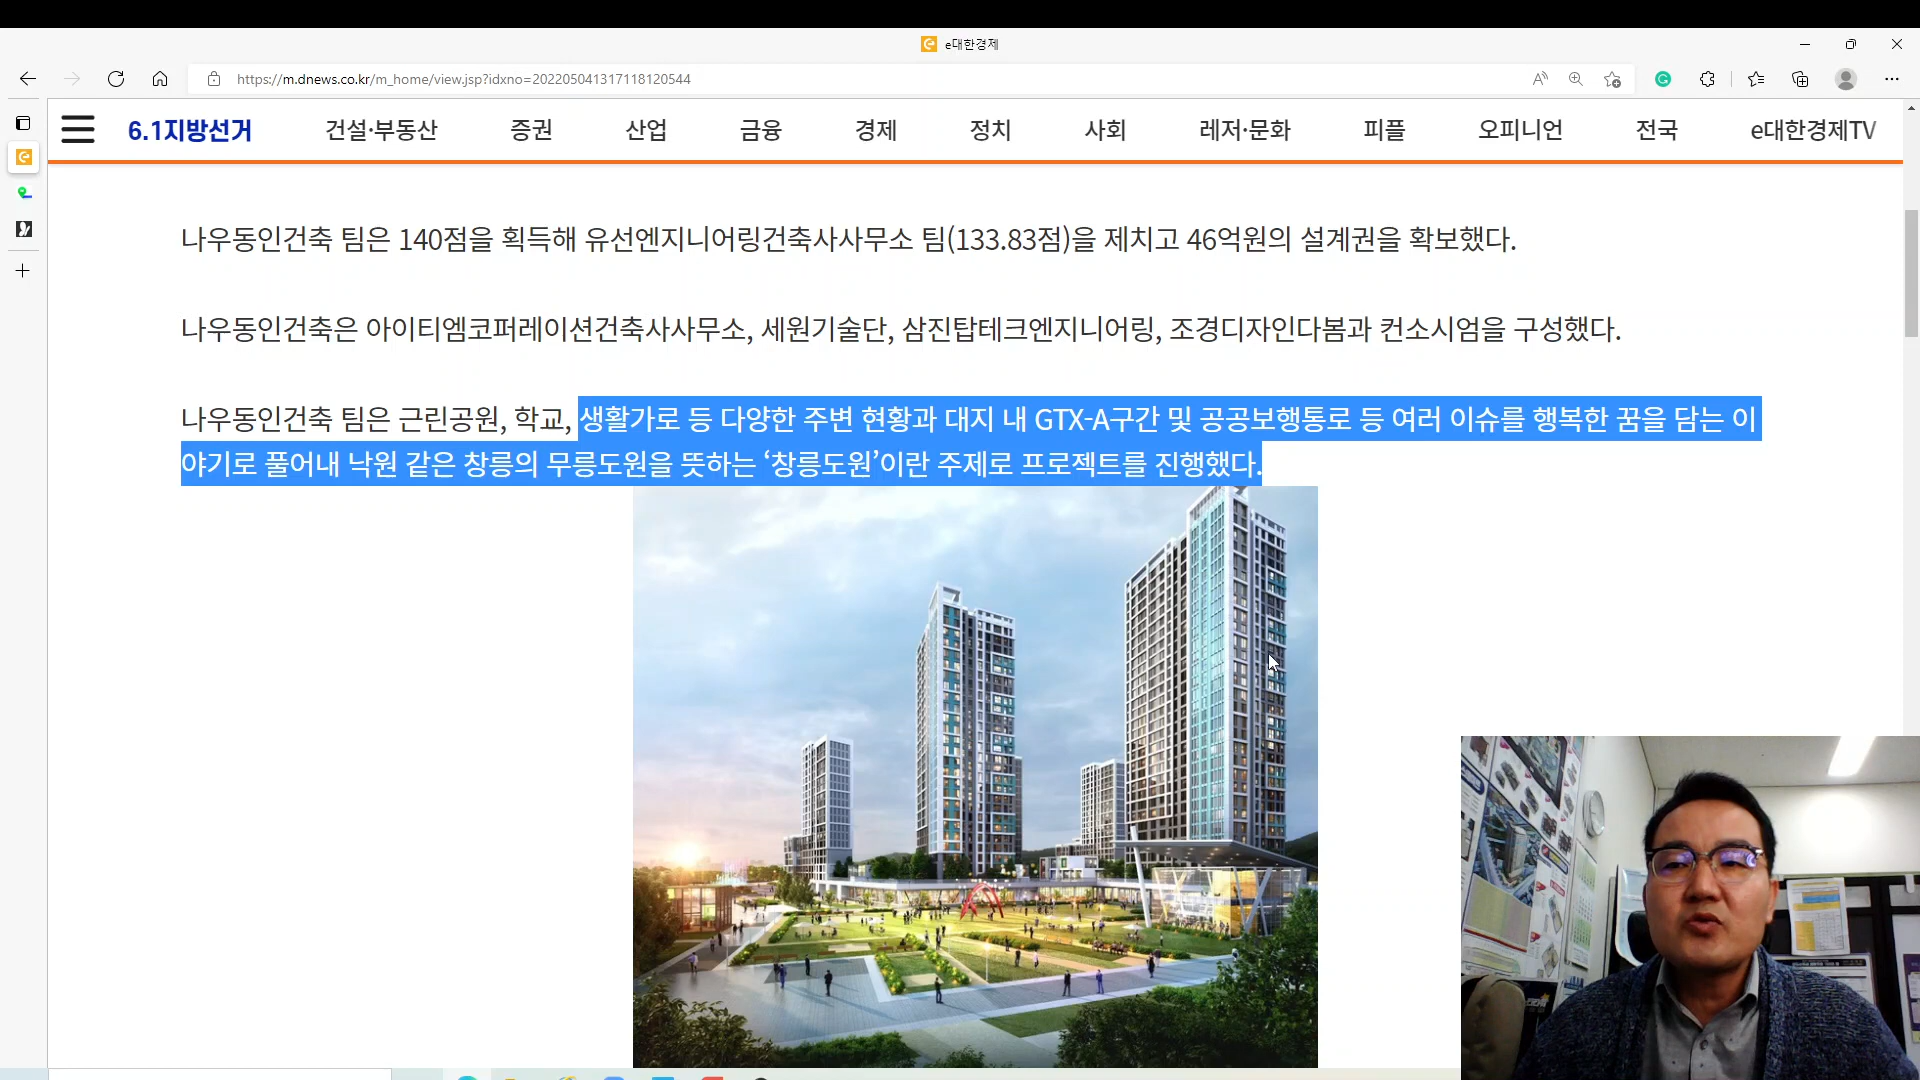 e대한경제
https://m.dnews.co.kr/m_home/view.jsp?idxno=202205041317118120544
6.1지방선거 건설·부동산 증권 산업 금융 경제 정치 사회 레저·문화 피플 오피니언 전국 e대한경제TV
나우동인건축 팀은 140점을 획득해 유선엔지니어링건축사사무소 팀(133.83점)을 제치고 46억원의 설계권을 확보했다.
나우동인건축은 아이티엠코퍼레이션건축사사무소, 세원기술단, 삼진탑테크엔지니어링, 조경디자인다봄과 컨소시엄을 구성했다.
나우동인건축 팀은 근린공원, 학교, 생활가로 등 다양한 주변 현황과 대지 내 GTX-A구간 및 공공보행통로 등 여러 이슈를 행복한 꿈을 담는 이
야기로 풀어내 낙원 같은 창릉의 무릉도원을 뜻하는 ‘창릉도원’이란 주제로 프로젝트를 진행했다.